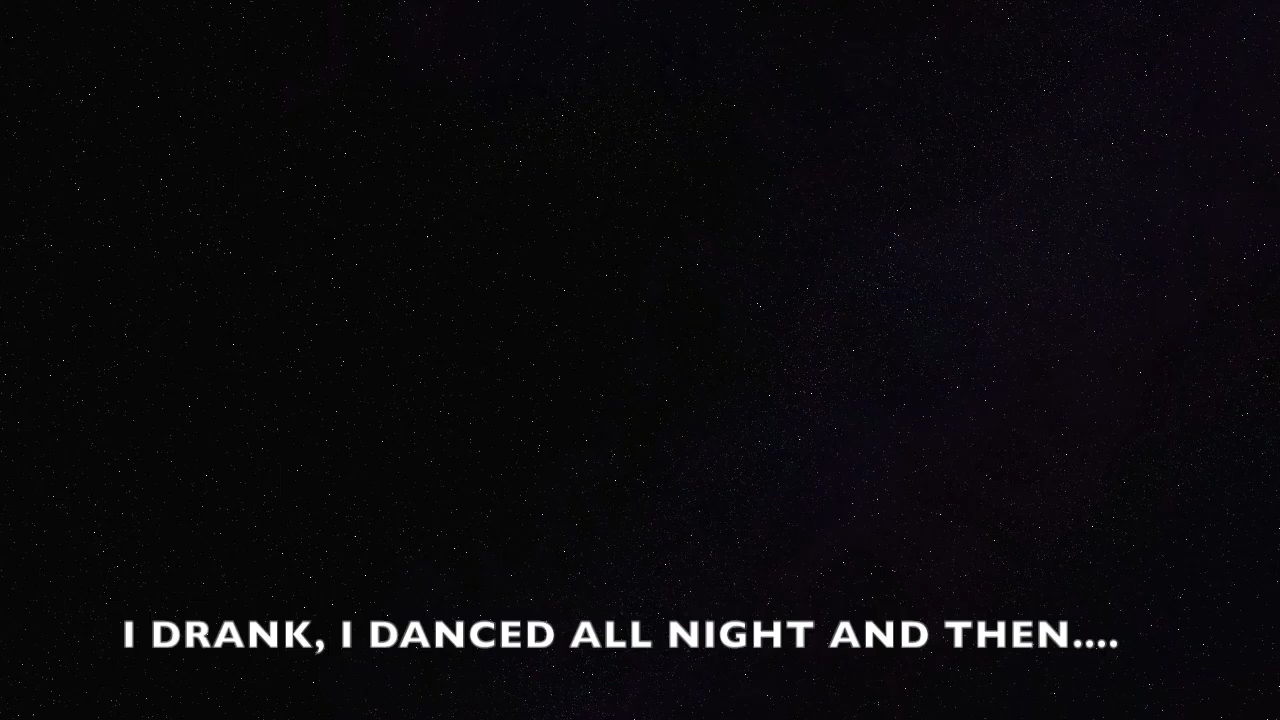 I DRANK, I DANCED ALL NIGHT AND THEN....